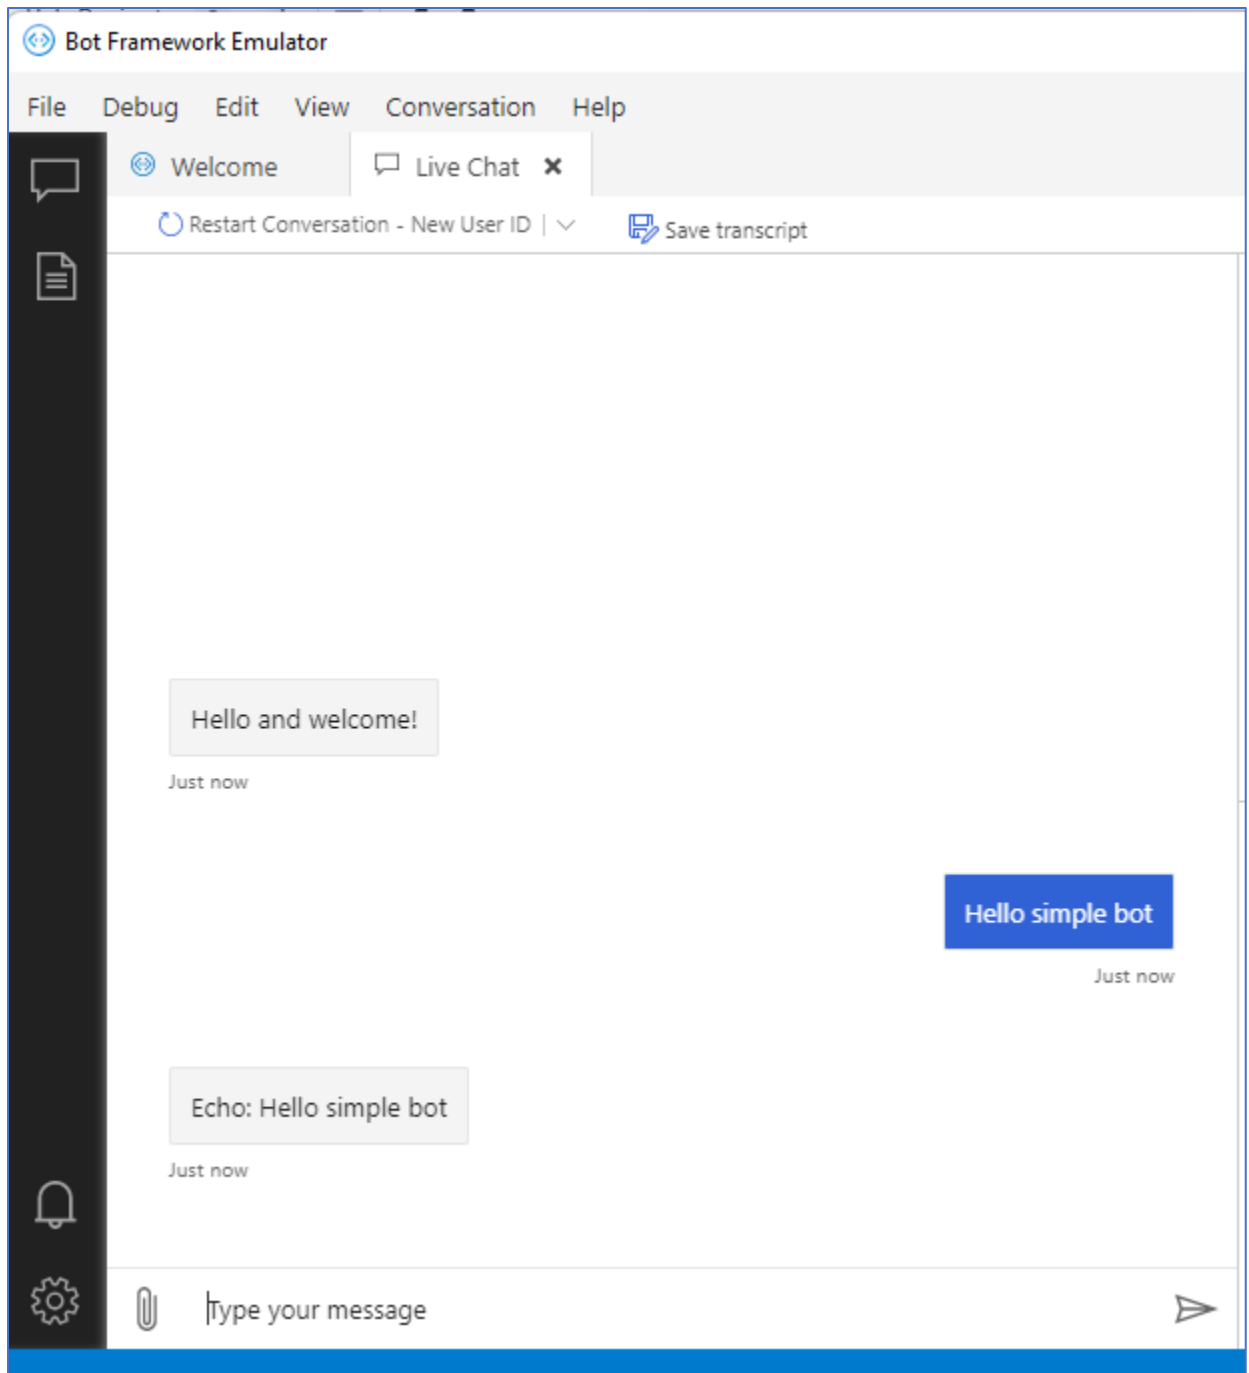 Bot Framework Emulator
File Debug Edit View Conversation Help
Welcome Live Chat
Restart Conversation - New User ID Save transcript
Hello and welcome!
Just now
Hello simple bot
Just now
Echo: Hello simple bot
Just now
Type your message